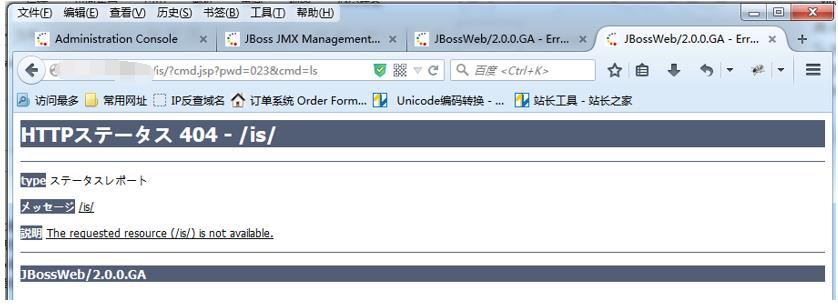 文件(F) 编辑(E) 查看(V) 历史(S) 书签(B) 工具(T) 帮助(H)
Administration Console × JBoss JMX Management... × JBossWeb/2.0.0.GA - Err... × JBossWeb/2.0.0.GA - Err... × +
/is/?cmd.jsp?pwd=023&cmd=ls 百度 <Ctrl+K>
访问最多 常用网址 IP反查域名 订单系统 Order Form... Unicode编码转换 - ... 站长工具 - 站长之家
HTTPステータス 404 - /is/
type ステータスレポート
メッセージ /is/
説明 The requested resource (/is/) is not available.
JBossWeb/2.0.0.GA